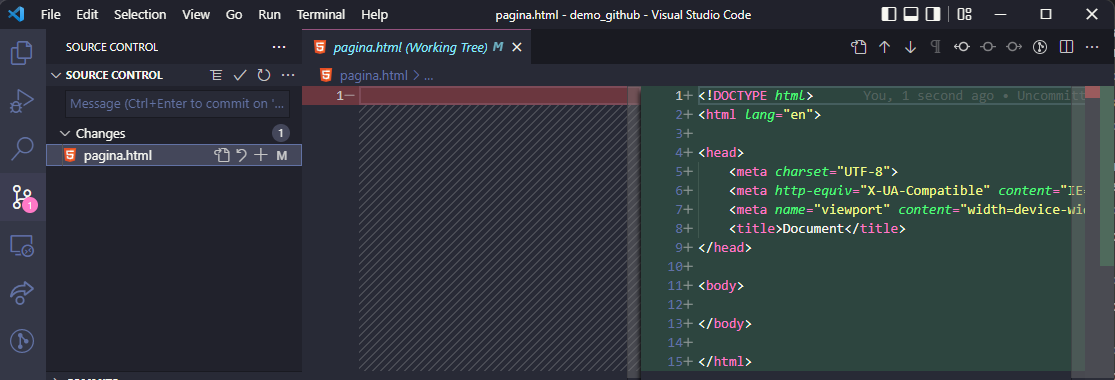 File Edit Selection View Go Run Terminal Help pagina.html - demo_github - Visual Studio Code
SOURCE CONTROL
SOURCE CONTROL
Message (Ctrl+Enter to commit on '...
Changes 1
pagina.html M
1
pagina.html (Working Tree) M
pagina.html > ...
1−
1+ <!DOCTYPE html> You, 1 second ago • Uncommitt
2+ <html lang="en">
3+
4+ <head>
5+ <meta charset="UTF-8">
6+ <meta http-equiv="X-UA-Compatible" content="IE=
7+ <meta name="viewport" content="width=device-wi
8+ <title>Document</title>
9+ </head>
10+
11+ <body>
12+
13+ </body>
14+
15+ </html>